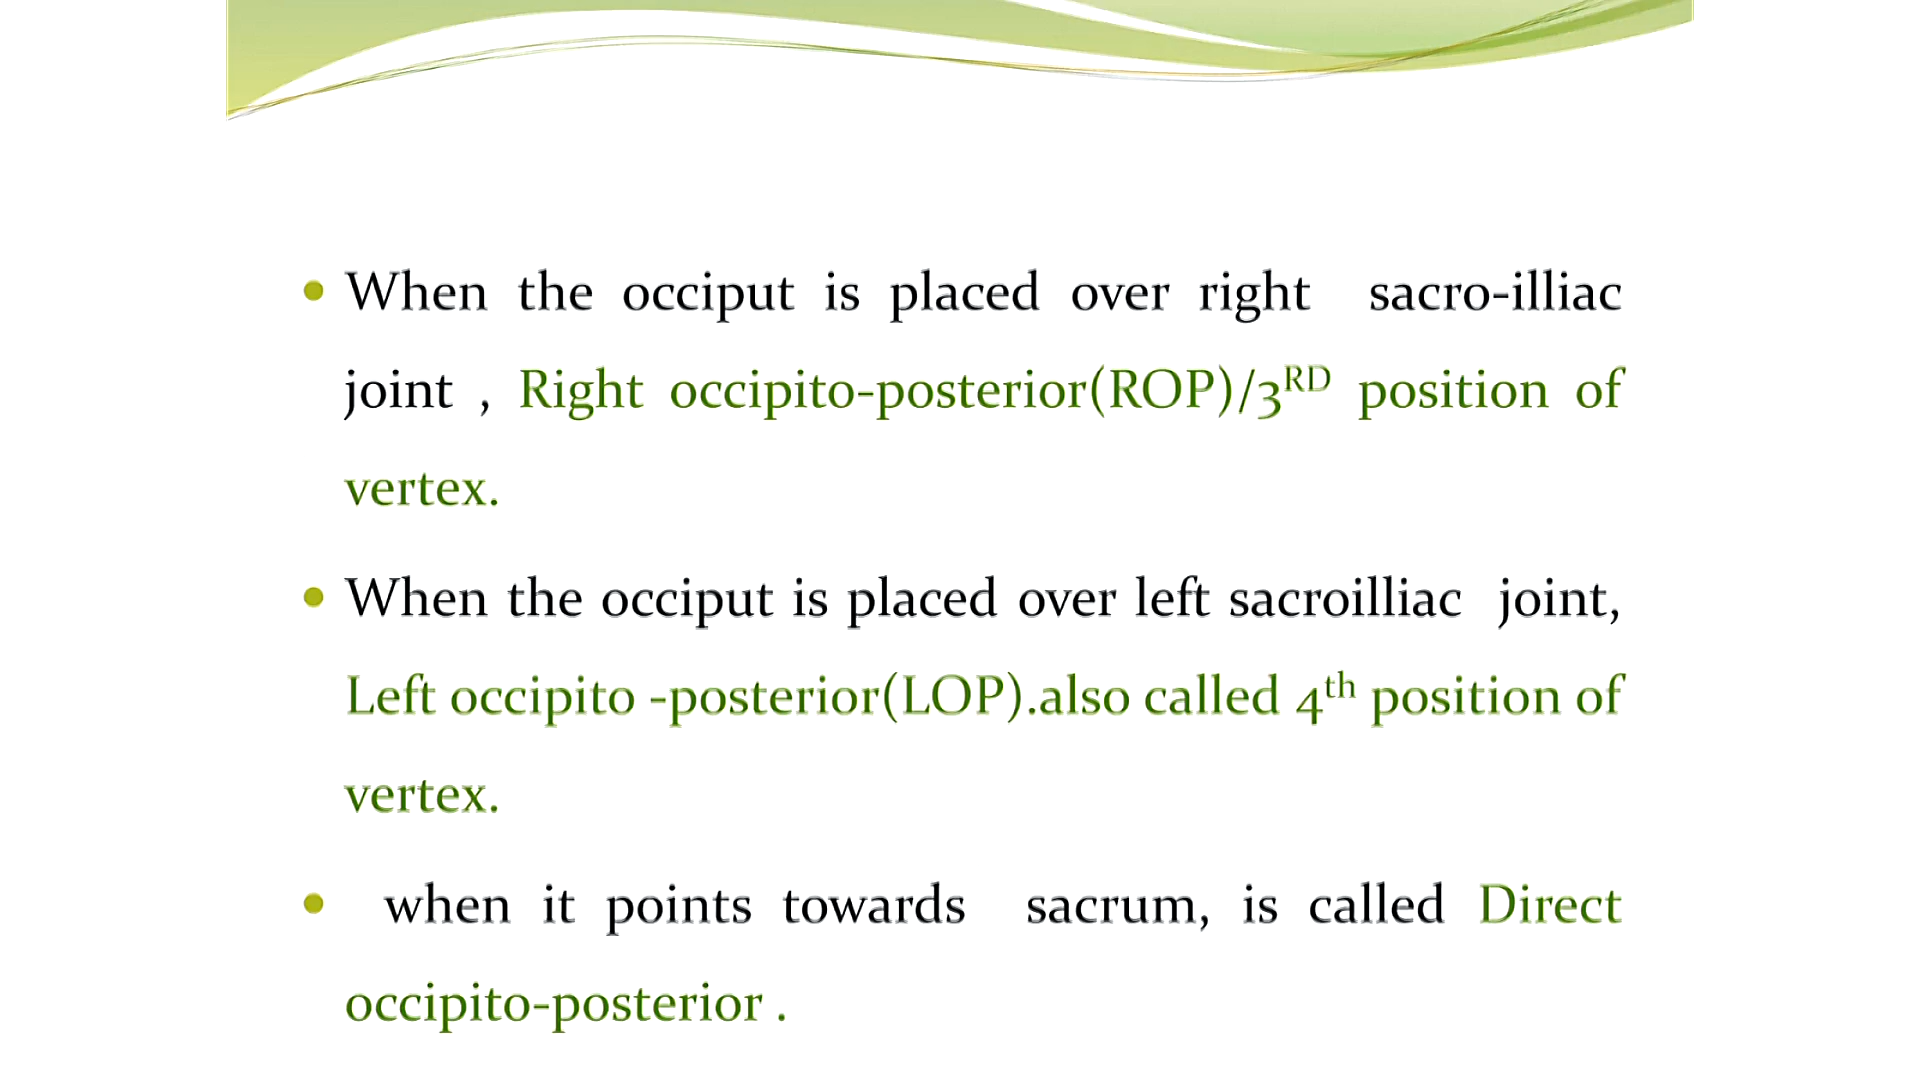 • When the occiput is placed over right sacro-illiac
joint , Right occipito-posterior(ROP)/3RD position of
vertex.
• When the occiput is placed over left sacroilliac joint,
Left occipito -posterior(LOP).also called 4th position of
vertex.
• when it points towards sacrum, is called Direct
occipito-posterior .